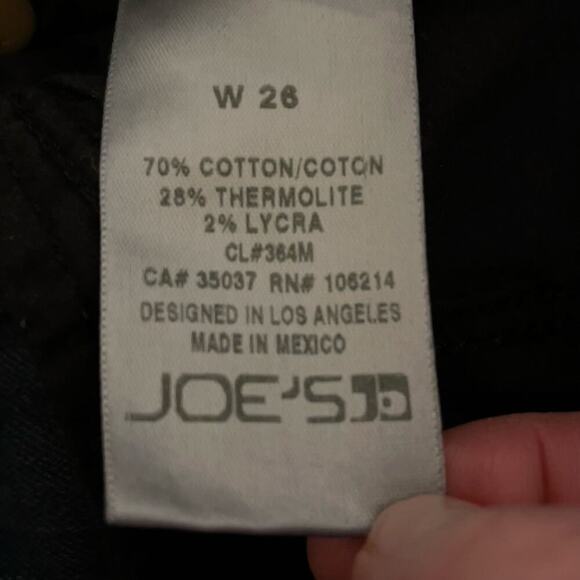 W 26
70% COTTON/COTON
28% THERMOLITE
2% LYCRA
CL#364M
CA# 35037 RN# 106214
DESIGNED IN LOS ANGELES
MADE IN MEXICO
JOE'S